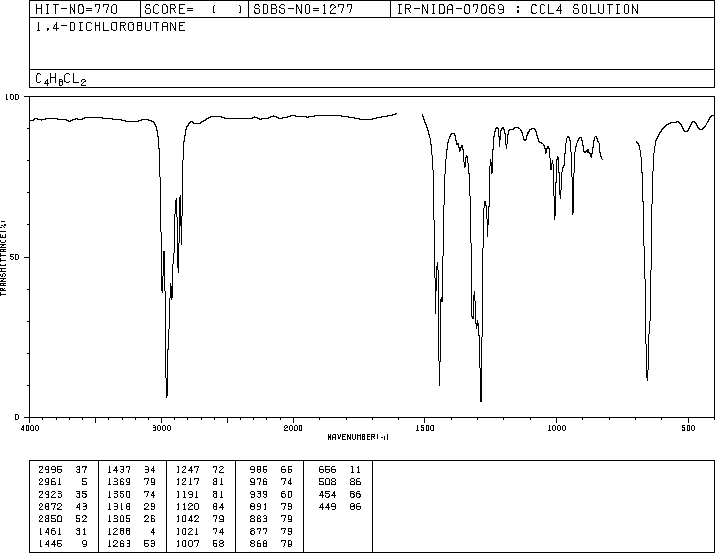 HIT-NO=770 SCORE= ( ) SDBS-NO=1277 IR-NIDA-07069 : CCL4 SOLUTION
1,4-DICHLOROBUTANE
C4H8CL2
100
50
0
TRANSMITTANCE(%)
4000 3000 2000 1500 1000 500
WAVENUMBER(-1)
2996 37 1437 34 1247 72 986 66 656 11
2961 5 1369 79 1217 81 976 74 508 86
2923 35 1350 74 1191 81 939 60 454 86
2872 43 1318 29 1120 84 891 79 449 86
2850 52 1305 26 1042 79 883 79
1461 31 1288 4 1021 74 877 79
1445 9 1263 53 1007 58 868 79